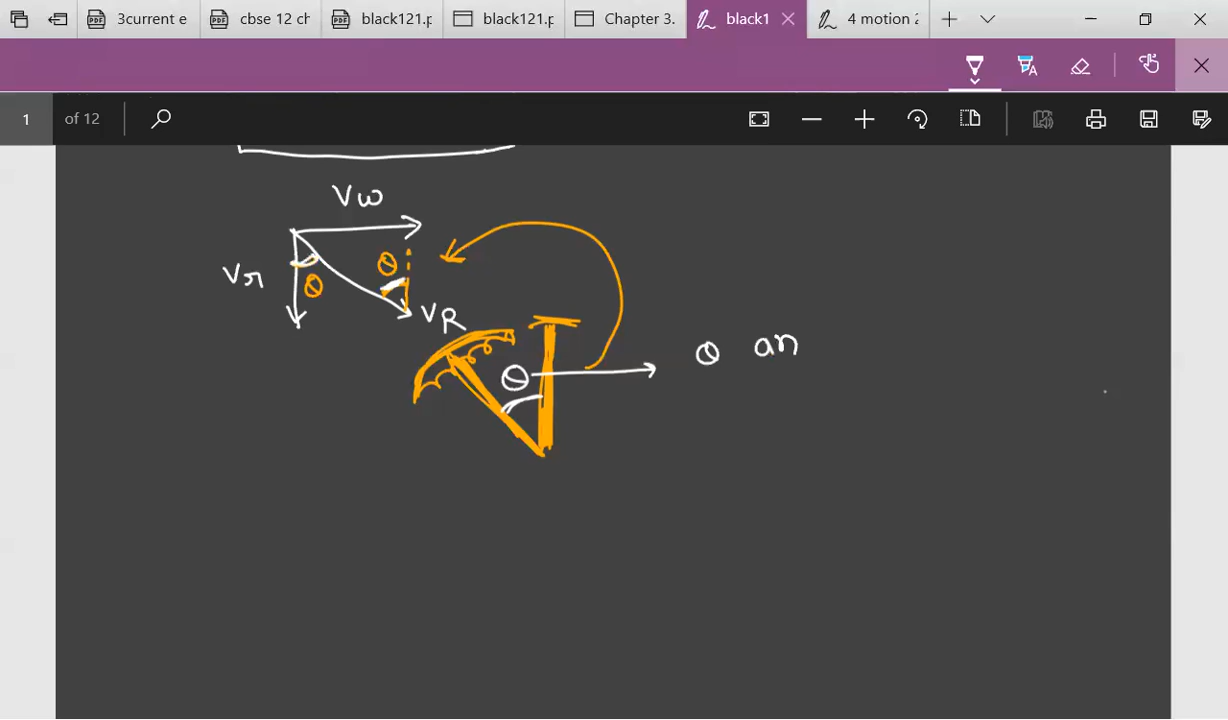 3current e
cbse 12 ch
black121.p
black121.p
Chapter 3.
black1
4 motion 2
1 of 12
Vw
θ
θ
Vr
VR
θ
θ an